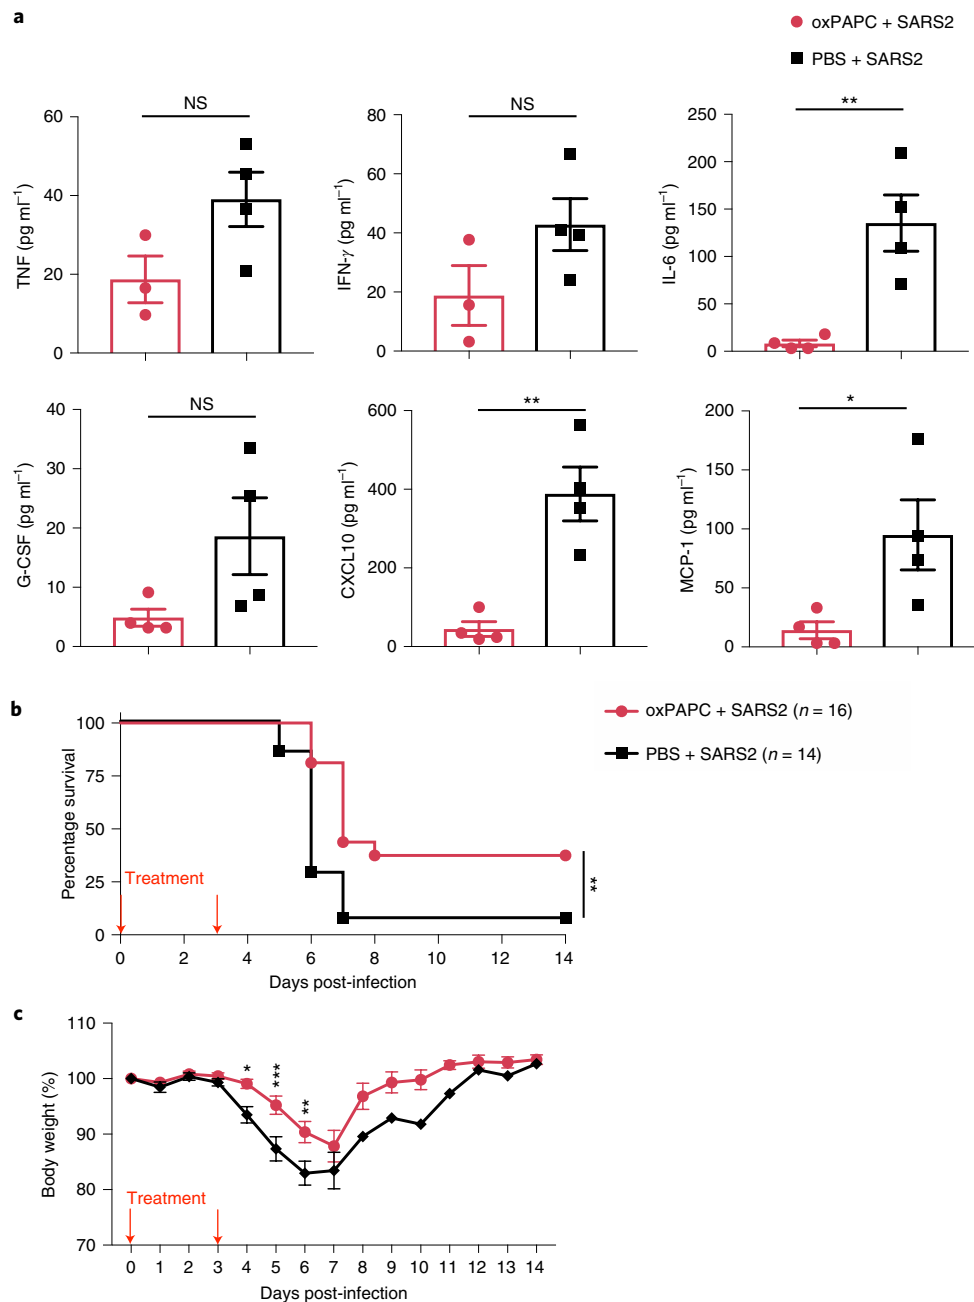 a
oxPAPC + SARS2
PBS + SARS2
NS
60
40
20
0
TNF (pg ml⁻¹)
NS
80
60
40
20
0
IFN-γ (pg ml⁻¹)
**
250
200
150
100
50
0
IL-6 (pg ml⁻¹)
NS
40
30
20
10
0
G-CSF (pg ml⁻¹)
**
600
400
200
0
CXCL10 (pg ml⁻¹)
*
200
150
100
50
0
MCP-1 (pg ml⁻¹)
b
oxPAPC + SARS2 (n = 16)
PBS + SARS2 (n = 14)
100
75
50
25
0
Percentage survival
Treatment
**
0 2 4 6 8 10 12 14
Days post-infection
c
110
100
90
80
70
Body weight (%)
*
***
**
Treatment
0 1 2 3 4 5 6 7 8 9 10 11 12 13 14
Days post-infection